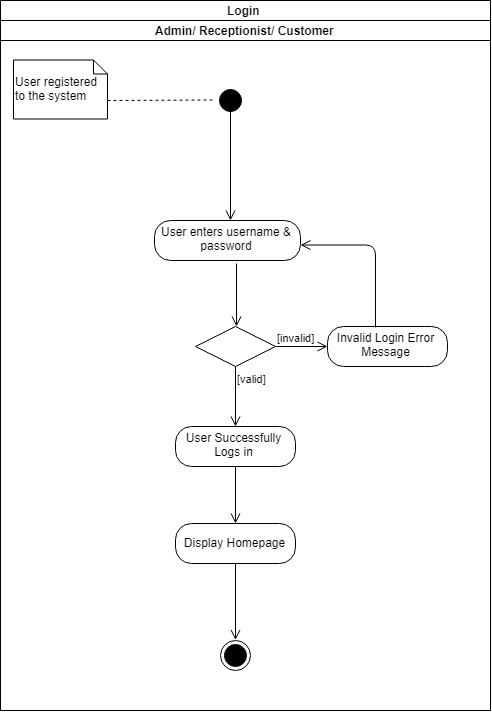 Login
Admin/ Receptionist/ Customer
User registered
to the system
User enters username &
password
[invalid]
Invalid Login Error
Message
[valid]
User Successfully
Logs in
Display Homepage